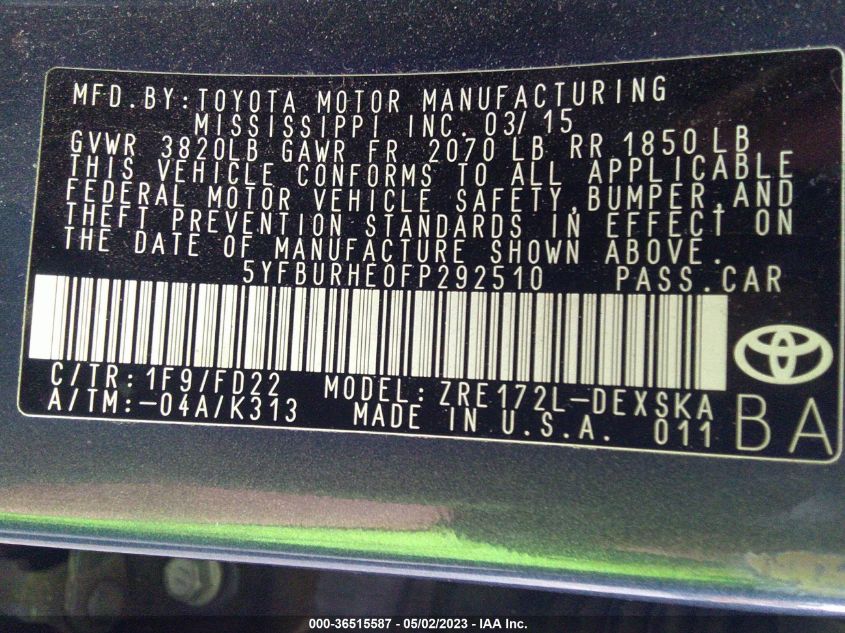 MFD.BY:TOYOTA MOTOR MANUFACTURING
MISSISSIPPI INC. 03/15
GVWR 3820LB GAWR FR 2070 LB RR 1850 LB
THIS VEHICLE CONFORMS TO ALL APPLICABLE
FEDERAL MOTOR VEHICLE SAFETY,BUMPER,AND
THEFT PREVENTION STANDARDS IN EFFECT ON
THE DATE OF MANUFACTURE SHOWN ABOVE.
5YFBURHE0FP292510 PASS.CAR
C/TR:1F9/FD22 MODEL:ZRE172L-DEXSKA
A/TM:-04A/K313 MADE IN U.S.A. 011 BA
000-36515587 - 05/02/2023 - IAA Inc.